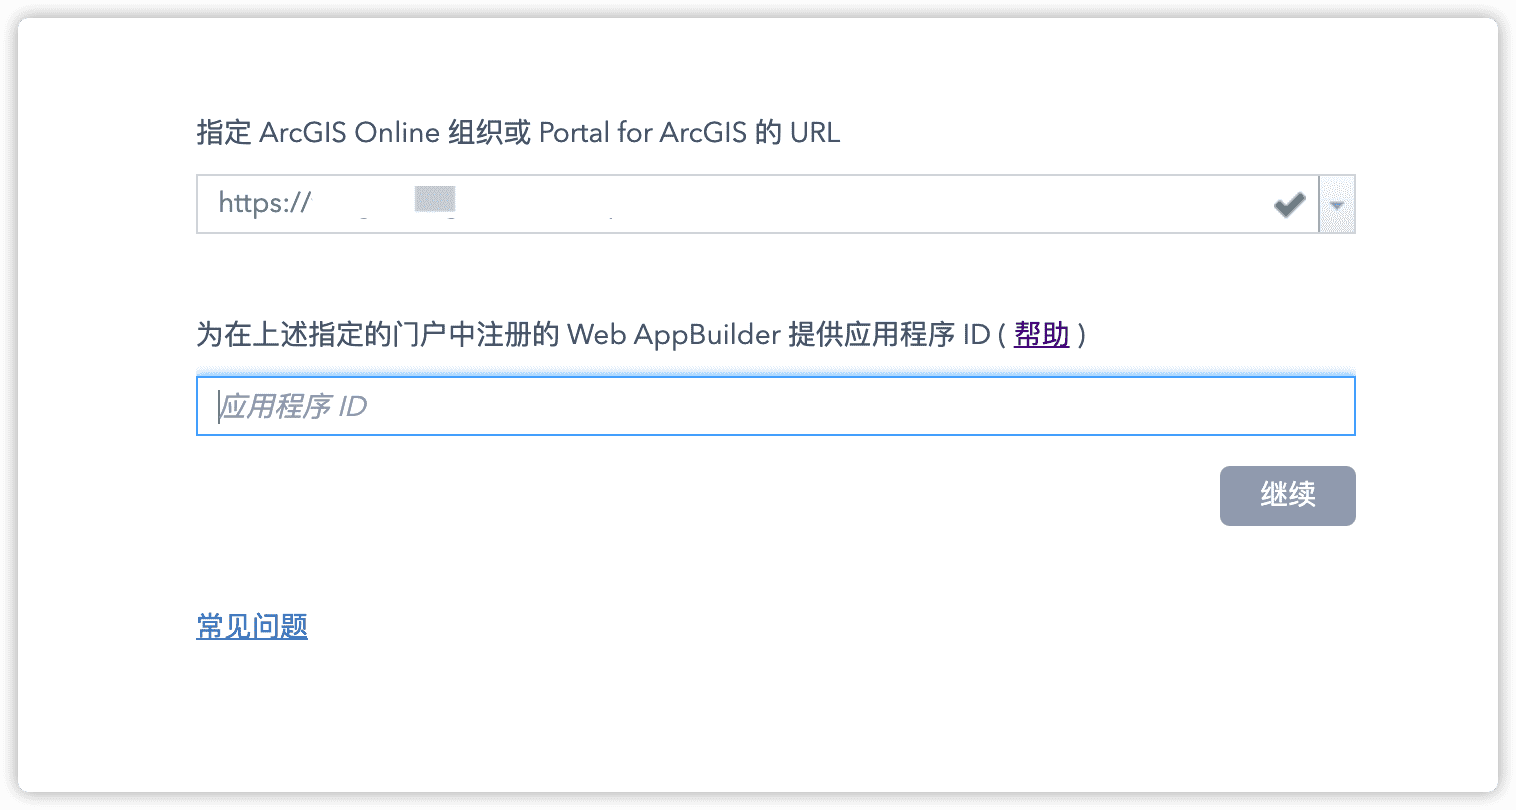 指定 ArcGIS Online 组织或 Portal for ArcGIS 的 URL
https://
为在上述指定的门户中注册的 Web AppBuilder 提供应用程序 ID ( 帮助 )
应用程序 ID
继续
常见问题